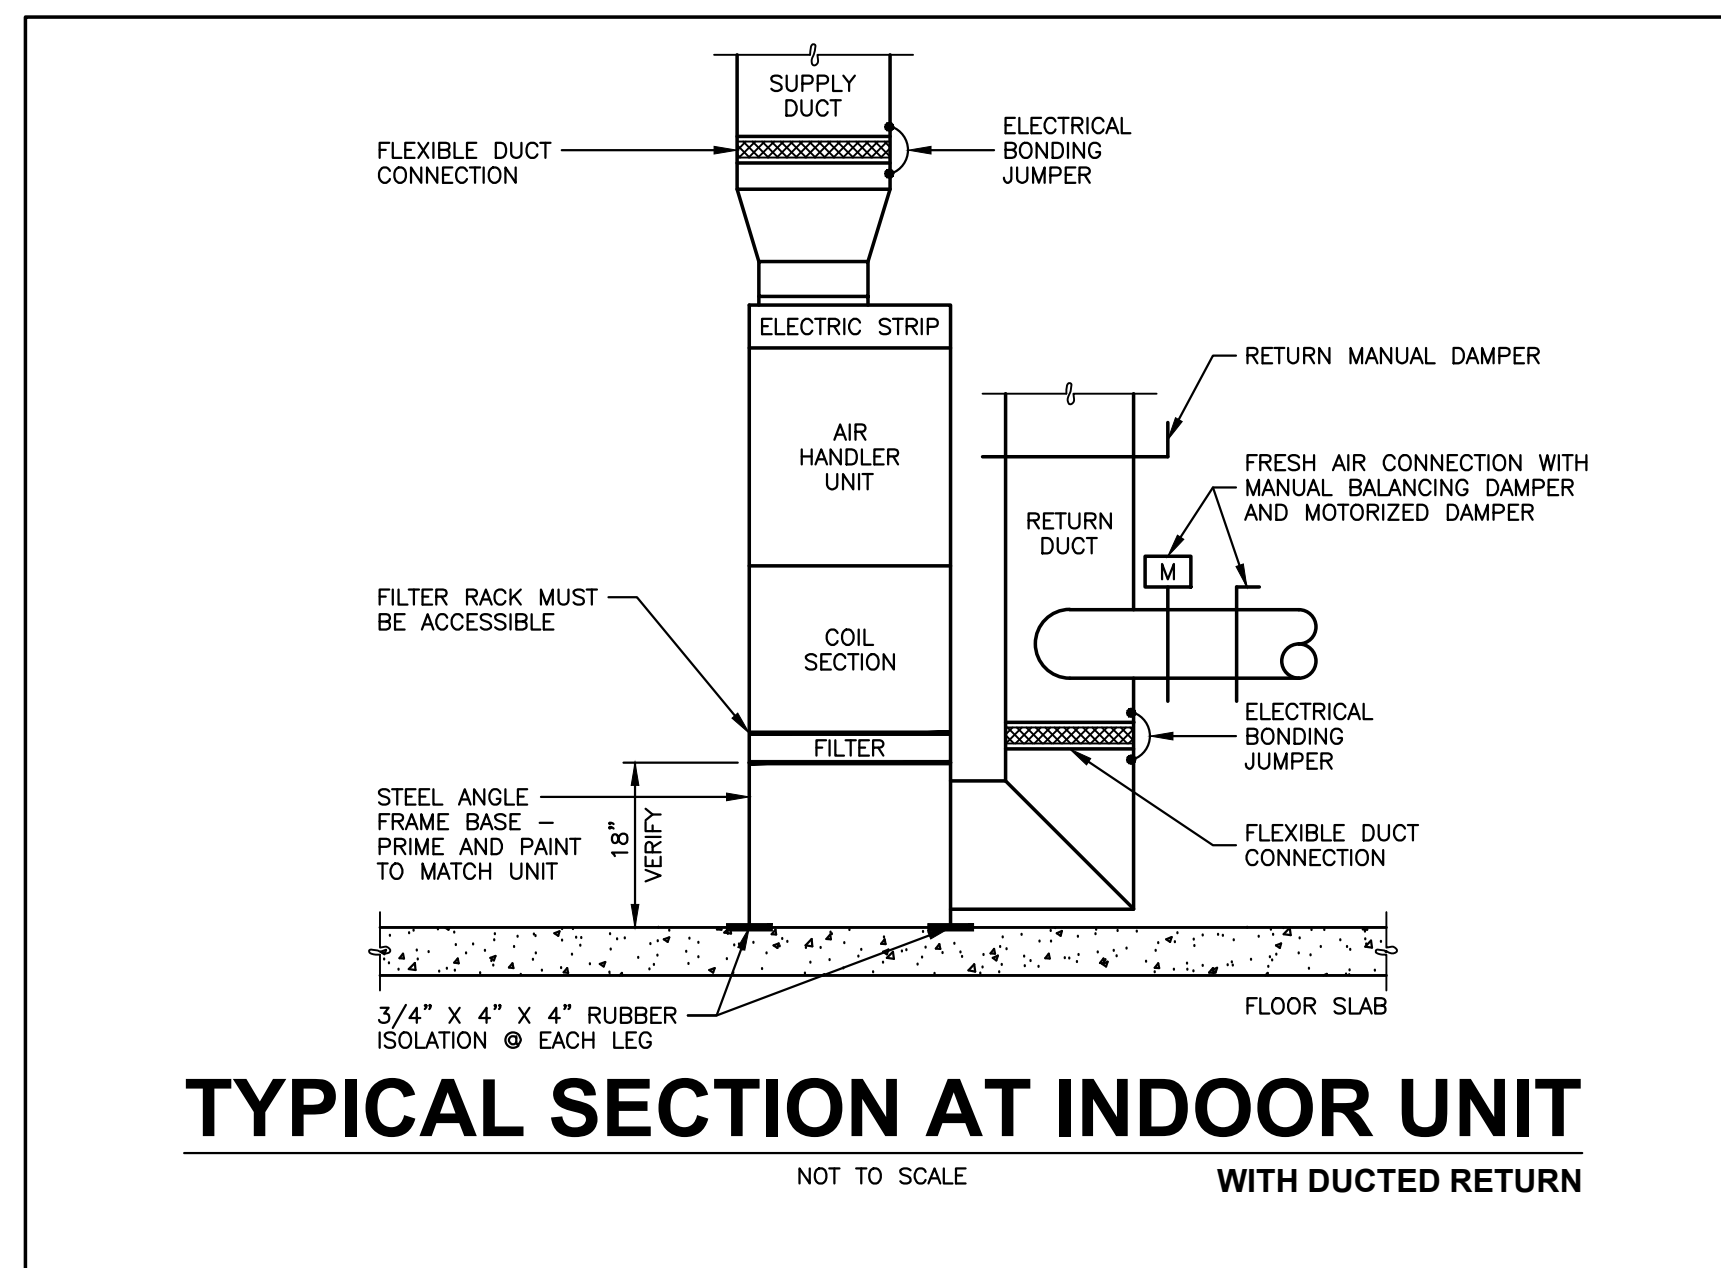 SUPPLY
DUCT
FLEXIBLE DUCT
CONNECTION
ELECTRICAL
BONDING
JUMPER
ELECTRIC STRIP
RETURN MANUAL DAMPER
AIR
HANDLER
UNIT
FRESH AIR CONNECTION WITH
MANUAL BALANCING DAMPER
AND MOTORIZED DAMPER
RETURN
DUCT
M
FILTER RACK MUST
BE ACCESSIBLE
COIL
SECTION
ELECTRICAL
BONDING
JUMPER
FILTER
STEEL ANGLE
FRAME BASE –
PRIME AND PAINT
TO MATCH UNIT
18”
VERIFY
FLEXIBLE DUCT
CONNECTION
3/4” X 4” X 4” RUBBER
ISOLATION @ EACH LEG
FLOOR SLAB
TYPICAL SECTION AT INDOOR UNIT
NOT TO SCALE
WITH DUCTED RETURN